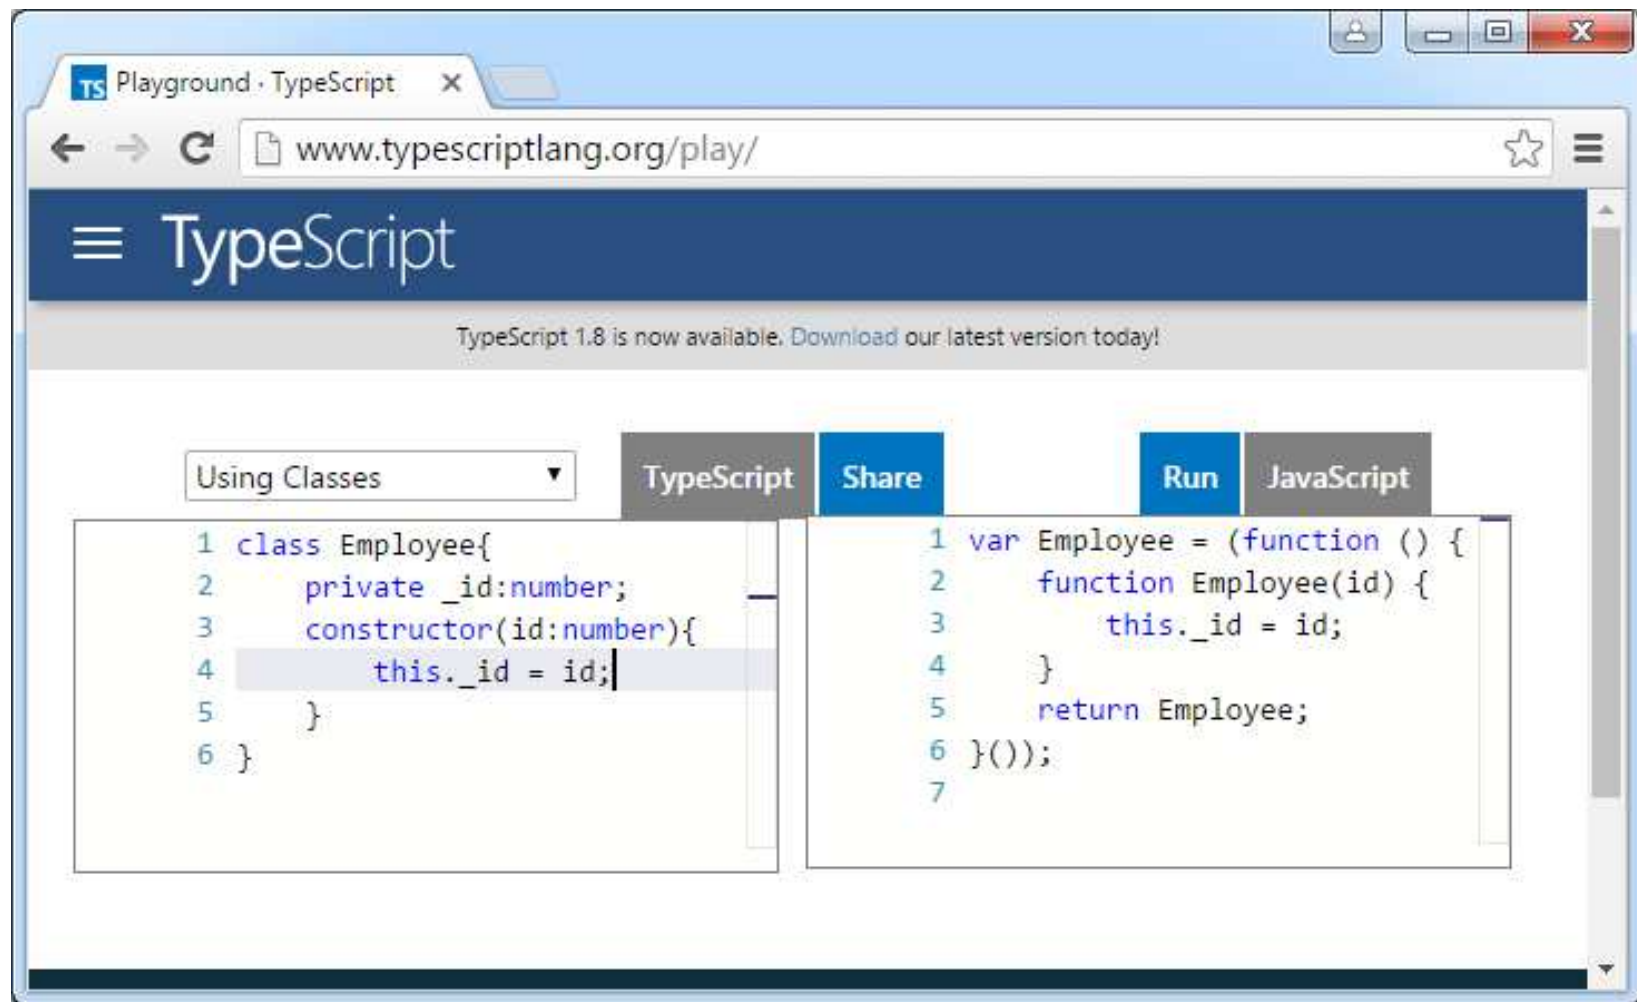 TS Playground · TypeScript
www.typescriptlang.org/play/
TypeScript
TypeScript 1.8 is now available. Download our latest version today!
Using Classes
TypeScript
Share
Run
JavaScript
1 class Employee{
2     private _id:number;
3     constructor(id:number){
4         this._id = id;
5     }
6 }
1 var Employee = (function () {
2     function Employee(id) {
3         this._id = id;
4     }
5     return Employee;
6 }());
7